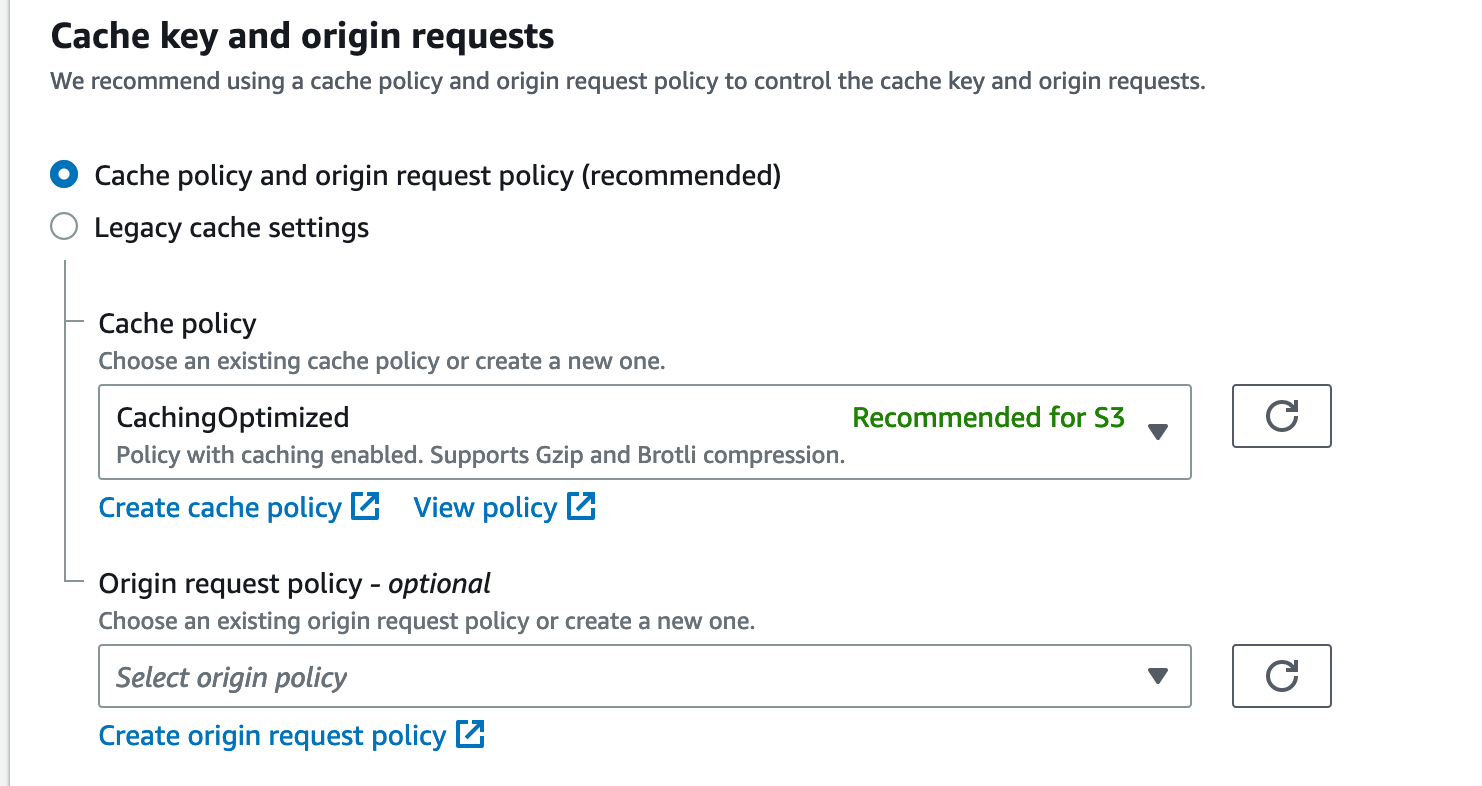 Cache key and origin requests
We recommend using a cache policy and origin request policy to control the cache key and origin requests.
Cache policy and origin request policy (recommended)
Legacy cache settings
Cache policy
Choose an existing cache policy or create a new one.
CachingOptimized Recommended for S3
Policy with caching enabled. Supports Gzip and Brotli compression.
Create cache policy View policy
Origin request policy - optional
Choose an existing origin request policy or create a new one.
Select origin policy
Create origin request policy